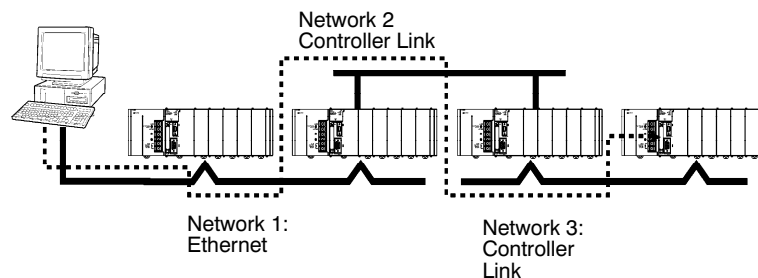 Network 2
Controller Link
Network 1:
Ethernet
Network 3:
Controller
Link